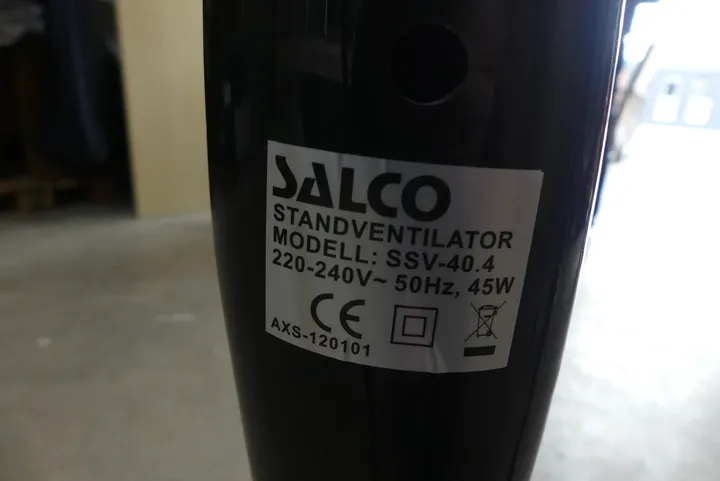 SALCO
STANDVENTILATOR
MODELL: SSV-40.4
220-240V~ 50Hz, 45W
CE
AXS-120101